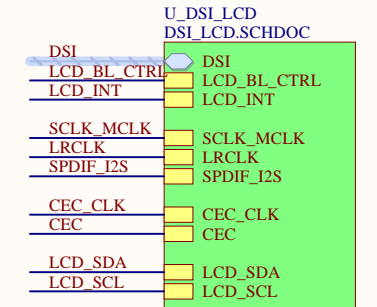 U_DSI_LCD
DSI_LCD.SCHDOC
DSI DSI
LCD_BL_CTRL LCD_BL_CTRL
LCD_INT LCD_INT
SCLK_MCLK SCLK_MCLK
LRCLK LRCLK
SPDIF_I2S SPDIF_I2S
CEC_CLK CEC_CLK
CEC CEC
LCD_SDA LCD_SDA
LCD_SCL LCD_SCL